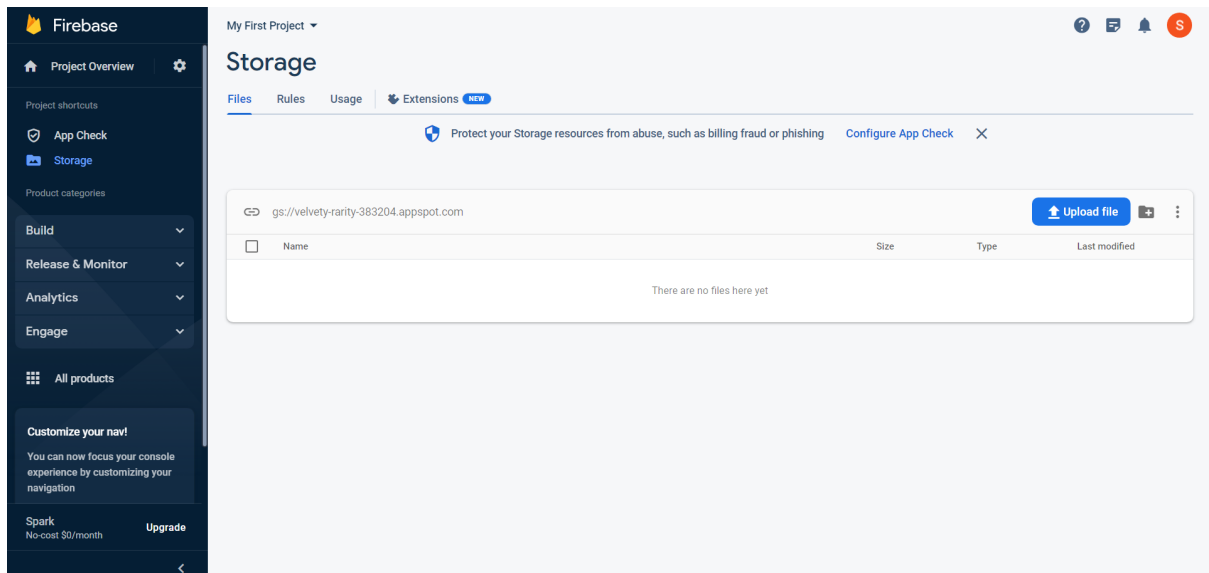 Firebase
Project Overview
Project shortcuts
App Check
Storage
Product categories
Build
Release & Monitor
Analytics
Engage
All products
Customize your nav!
You can now focus your console
experience by customizing your
navigation
Spark
No-cost $0/month
Upgrade
My First Project
S
Storage
Files Rules Usage Extensions NEW
Protect your Storage resources from abuse, such as billing fraud or phishing Configure App Check
gs://velvety-rarity-383204.appspot.com
Upload file
Name Size Type Last modified
There are no files here yet